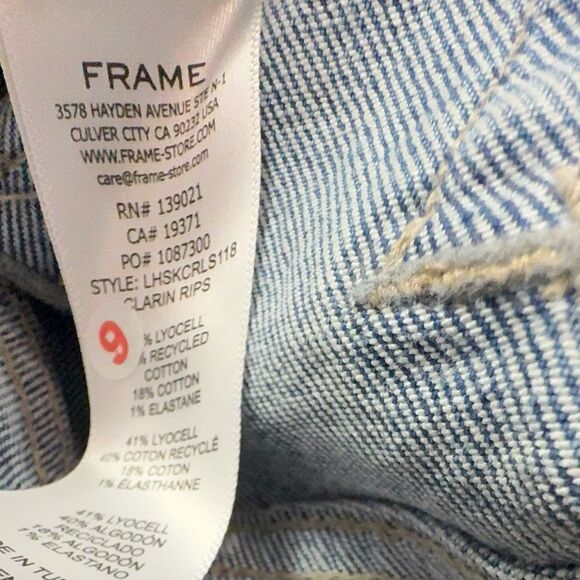 FRAME
3578 HAYDEN AVENUE STE N-1
CULVER CITY CA 90232 USA
WWW.FRAME-STORE.COM
care@frame-store.com
RN# 139021
CA# 19371
PO# 1087300
STYLE: LHSKCRLS118
CLARIN RIPS
9
% LYOCELL
% RECYCLED
COTTON
18% COTTON
1% ELASTANE
41% LYOCELL
40% COTON RECYCLÉ
18% COTON
1% ÉLASTHANNE
41% LYOCELL
40% ALGODÓN
RECICLADO
18% ALGODÓN
1% ELASTANO
IN